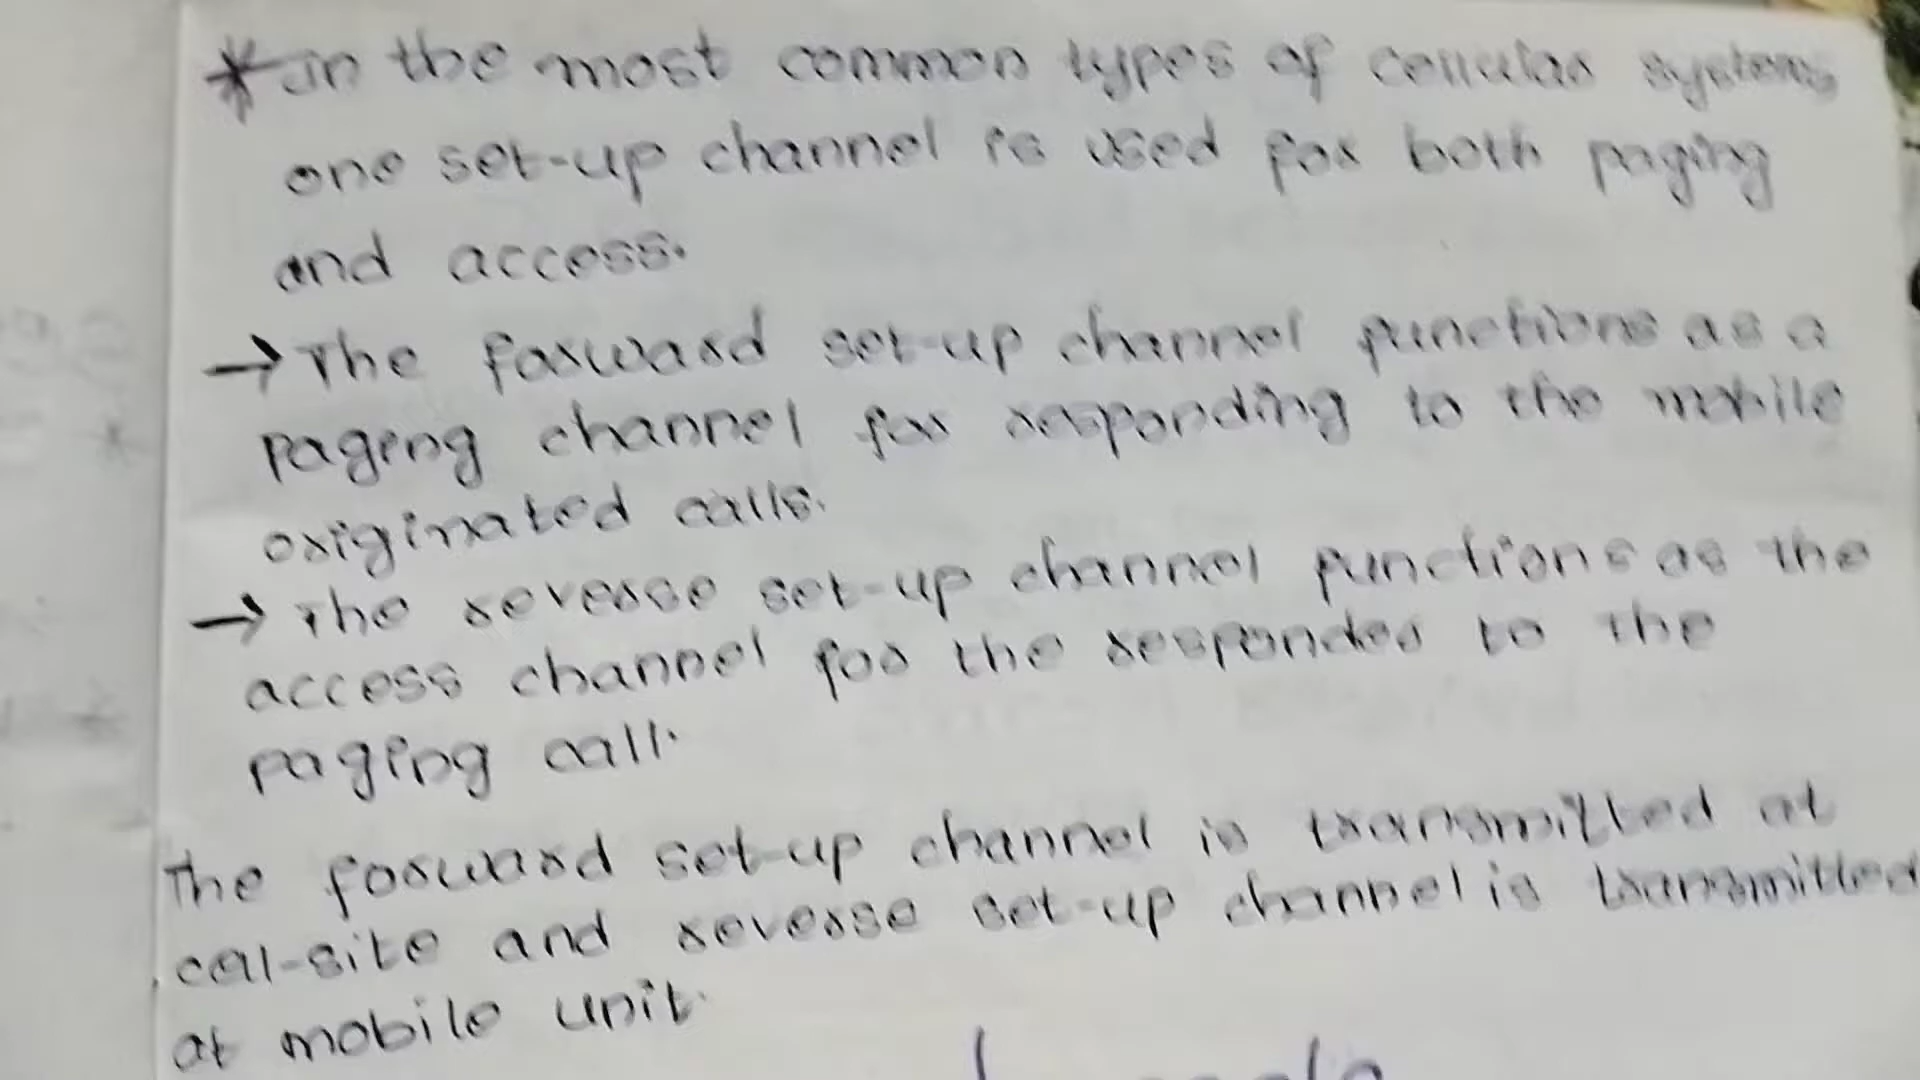 * In the most common types of cellular systems
one set-up channel is used for both paging
and access.
→ The forward set-up channel functions as a
paging channel for responding to the mobile
originated calls.
→ The reverse set-up channel functions as the
access channel for the responder to the
paging call.
The forward set-up channel is transmitted at
cell-site and reverse set-up channel is transmitted
at mobile unit.